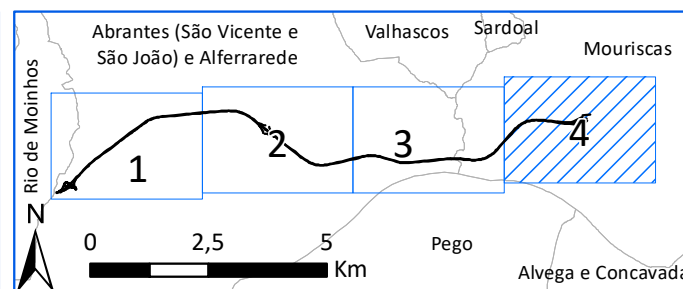 Abrantes (São Vicente e
São João) e Alferrarede
Valhascos
Sardoal
Mouriscas
Rio de Moinhos
1
2
3
4
N
0
2,5
5
Km
Pego
Alvega e Concavada